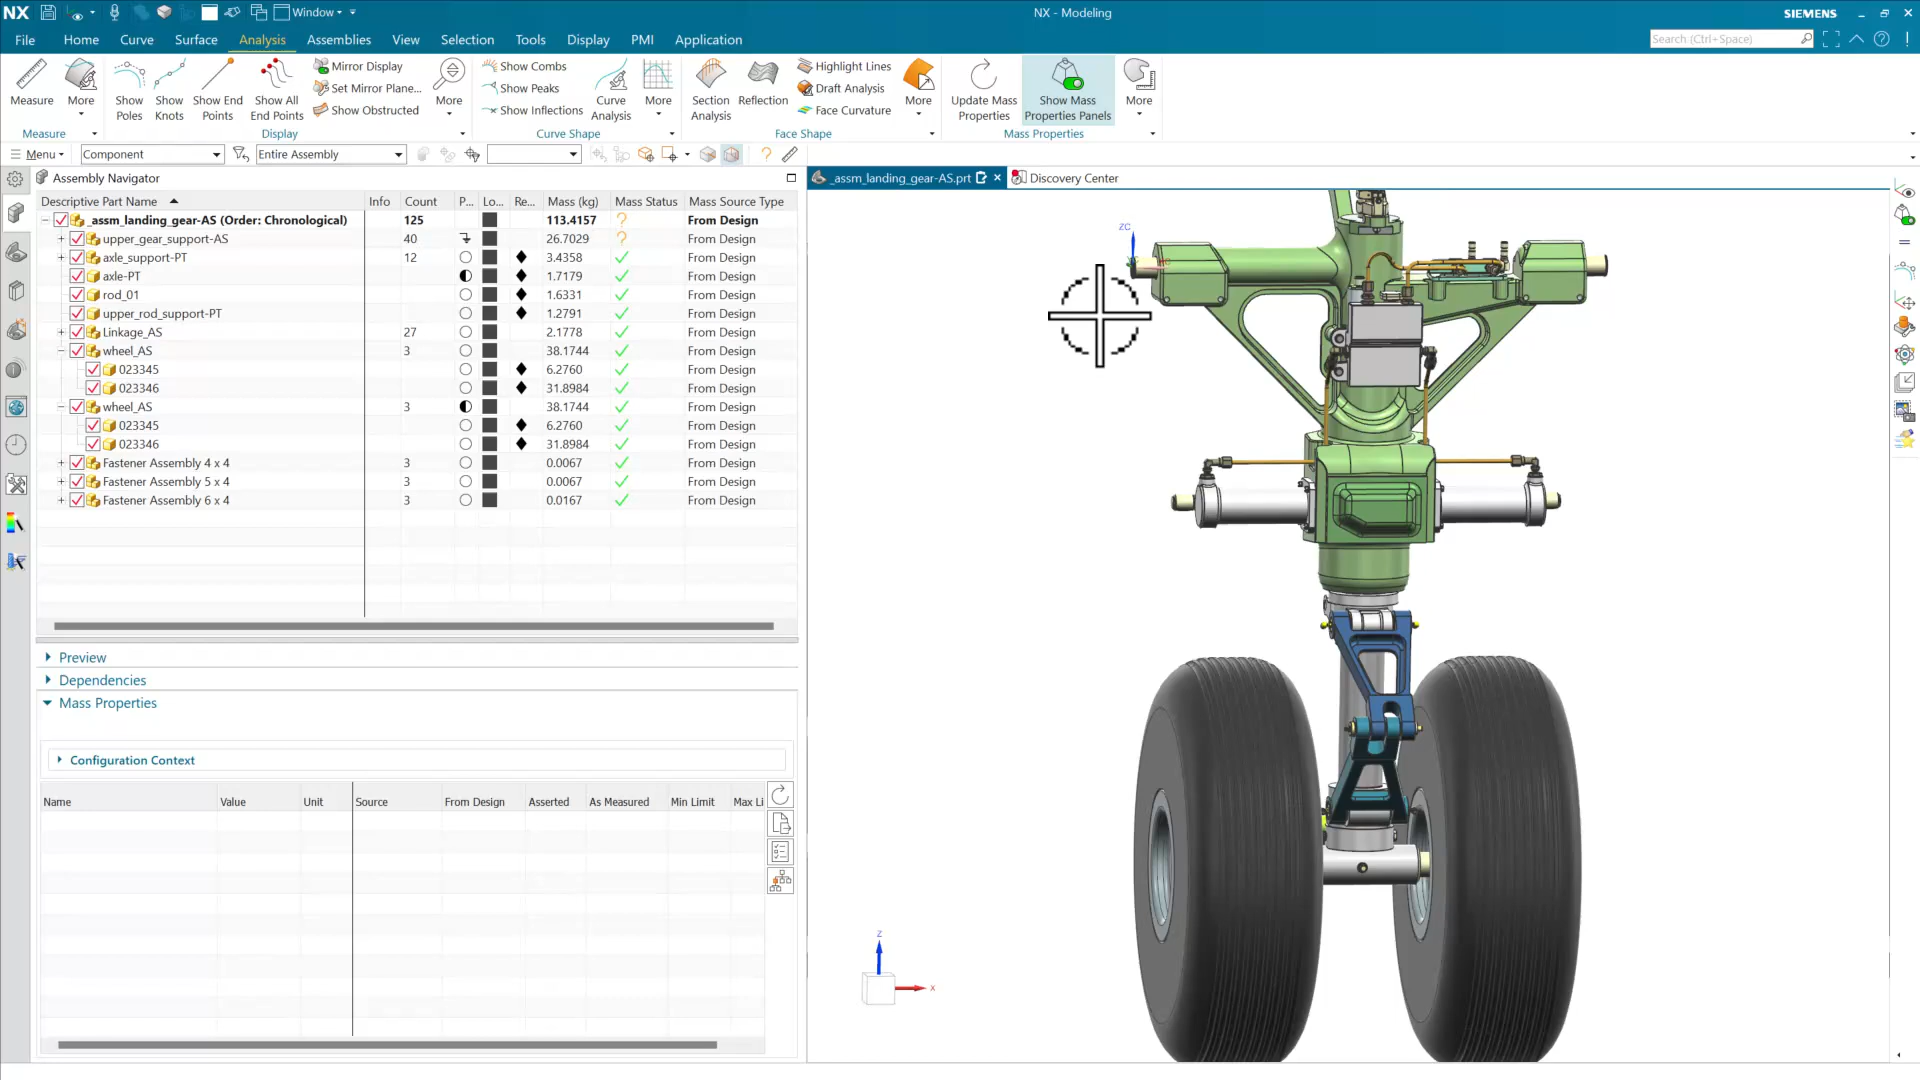 NX
Window
NX - Modeling
SIEMENS
File Home Curve Surface Analysis Assemblies View Selection Tools Display PMI Application
Search (Ctrl+Space)
Measure
More
Show Poles
Show Knots
Show End Points
Show All End Points
Mirror Display
Set Mirror Plane...
Show Obstructed
More
Show Combs
Show Peaks
Show Inflections
Curve Analysis
More
Section Analysis
Reflection
Highlight Lines
Draft Analysis
Face Curvature
More
Update Mass Properties
Show Mass Properties Panels
More
Measure
Display
Curve Shape
Face Shape
Mass Properties
Menu
Component
Entire Assembly
Assembly Navigator
_assm_landing_gear-AS.prt
Discovery Center
Descriptive Part Name Info Count P... Lo... Re... Mass (kg) Mass Status Mass Source Type
_assm_landing_gear-AS (Order: Chronological) 125 113.4157 ? From Design
upper_gear_support-AS 40 26.7029 ? From Design
axle_support-PT 12 3.4358 From Design
axle-PT 1.7179 From Design
rod_01 1.6331 From Design
upper_rod_support-PT 1.2791 From Design
Linkage_AS 27 2.1778 From Design
wheel_AS 3 38.1744 From Design
023345 6.2760 From Design
023346 31.8984 From Design
wheel_AS 3 38.1744 From Design
023345 6.2760 From Design
023346 31.8984 From Design
Fastener Assembly 4 x 4 3 0.0067 From Design
Fastener Assembly 5 x 4 3 0.0067 From Design
Fastener Assembly 6 x 4 3 0.0167 From Design
Preview
Dependencies
Mass Properties
Configuration Context
Name Value Unit Source From Design Asserted As Measured Min Limit Max Li
ZC
Z
X